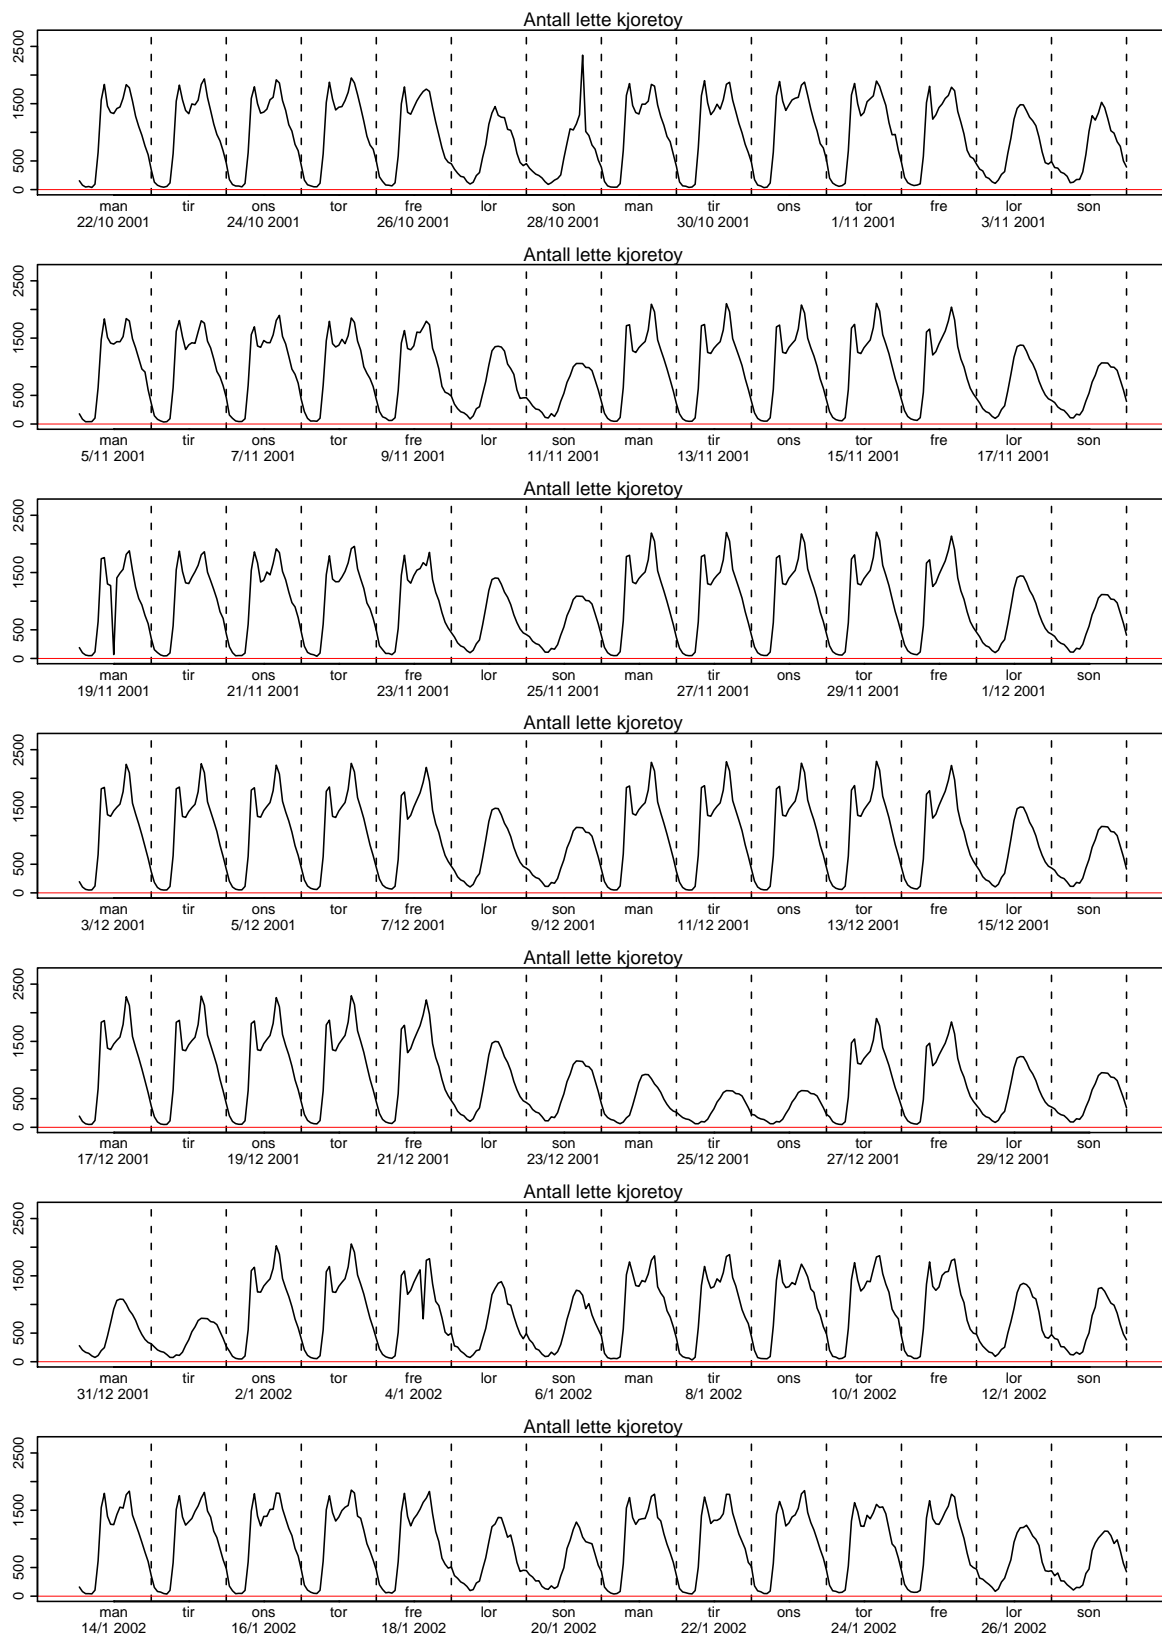 Antall lette kjoretoy
2500
1500
500
0
man tir ons tor fre lor son man tir ons tor fre lor son
22/10 2001 24/10 2001 26/10 2001 28/10 2001 30/10 2001 1/11 2001 3/11 2001
Antall lette kjoretoy
2500
1500
500
0
man tir ons tor fre lor son man tir ons tor fre lor son
5/11 2001 7/11 2001 9/11 2001 11/11 2001 13/11 2001 15/11 2001 17/11 2001
Antall lette kjoretoy
2500
1500
500
0
man tir ons tor fre lor son man tir ons tor fre lor son
19/11 2001 21/11 2001 23/11 2001 25/11 2001 27/11 2001 29/11 2001 1/12 2001
Antall lette kjoretoy
2500
1500
500
0
man tir ons tor fre lor son man tir ons tor fre lor son
3/12 2001 5/12 2001 7/12 2001 9/12 2001 11/12 2001 13/12 2001 15/12 2001
Antall lette kjoretoy
2500
1500
500
0
man tir ons tor fre lor son man tir ons tor fre lor son
17/12 2001 19/12 2001 21/12 2001 23/12 2001 25/12 2001 27/12 2001 29/12 2001
Antall lette kjoretoy
2500
1500
500
0
man tir ons tor fre lor son man tir ons tor fre lor son
31/12 2001 2/1 2002 4/1 2002 6/1 2002 8/1 2002 10/1 2002 12/1 2002
Antall lette kjoretoy
2500
1500
500
0
man tir ons tor fre lor son man tir ons tor fre lor son
14/1 2002 16/1 2002 18/1 2002 20/1 2002 22/1 2002 24/1 2002 26/1 2002